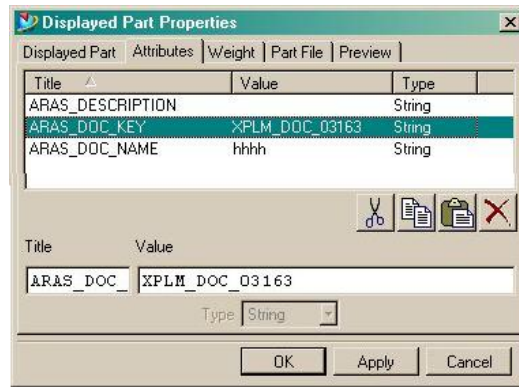 Displayed Part Properties
Displayed Part Attributes Weight Part File Preview
Title Value Type
ARAS_DESCRIPTION String
ARAS_DOC_KEY XPLM_DOC_03163 String
ARAS_DOC_NAME hhhh String
Title Value
ARAS_DOC_ XPLM_DOC_03163
Type String
OK Apply Cancel